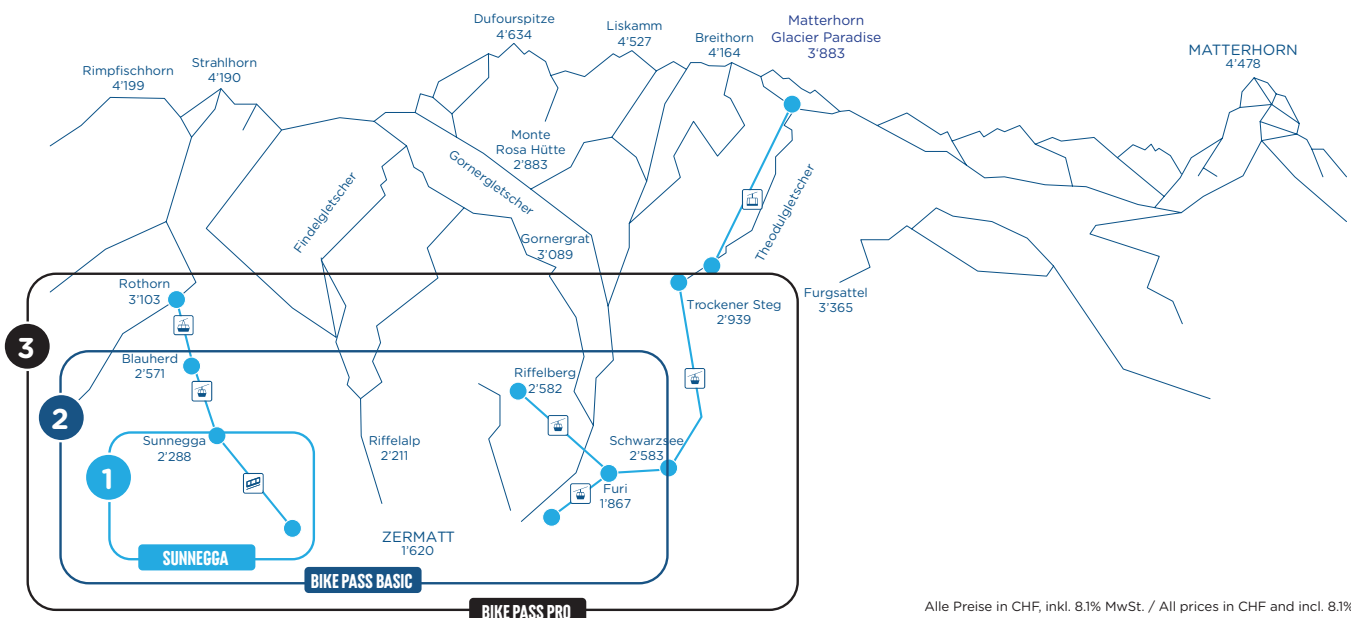 Dufourspitze
4’634
Liskamm
4’527
Breithorn
4’164
Matterhorn
Glacier Paradise
3’883
MATTERHORN
4’478
Rimpfischhorn
4’199
Strahlhorn
4’190
Monte
Rosa Hütte
2’883
Gornergletscher
Findelgletscher
Theodulgletscher
Gornergrat
3’089
Rothorn
3’103
Trockener Steg
2’939
Furgsattel
3’365
3
Blauherd
2’571
Riffelberg
2’582
2
Sunnegga
2’288
Riffelalp
2’211
Schwarzsee
2’583
1
Furi
1’867
ZERMATT
1’620
SUNNEGGA
BIKE PASS BASIC
BIKE PASS PRO
Alle Preise in CHF, inkl. 8.1% MwSt. / All prices in CHF and incl. 8.1%